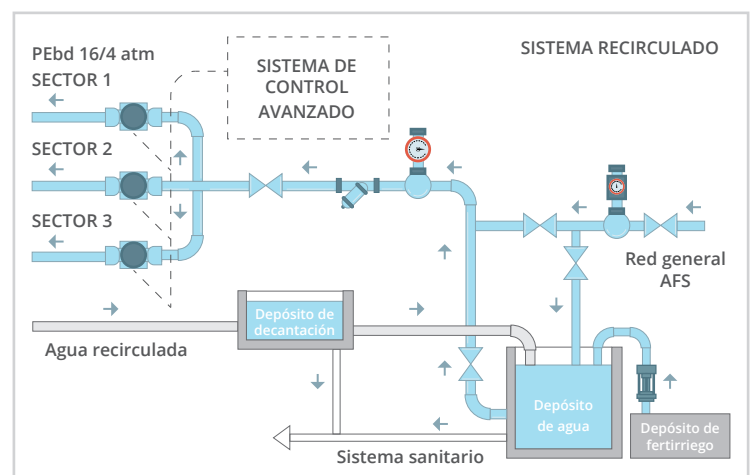 PEbd 16/4 atm
SECTOR 1
SISTEMA DE
CONTROL
AVANZADO
SISTEMA RECIRCULADO
SECTOR 2
SECTOR 3
Red general
AFS
Depósito de
decantación
Agua recirculada
Depósito
de agua
Depósito de
fertirriego
Sistema sanitario